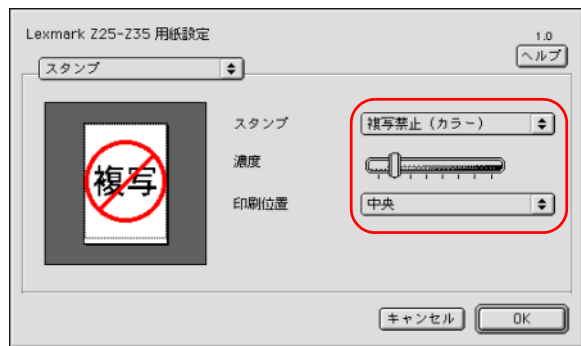 Lexmark Z25-Z35 用紙設定
1.0
ヘルプ
スタンプ
スタンプ
複写禁止 (カラー)
濃度
印刷位置
中央
複写
キャンセル
OK